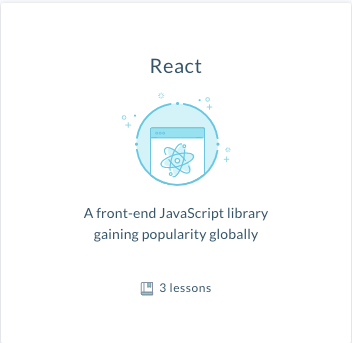 React
A front-end JavaScript library
gaining popularity globally
3 lessons